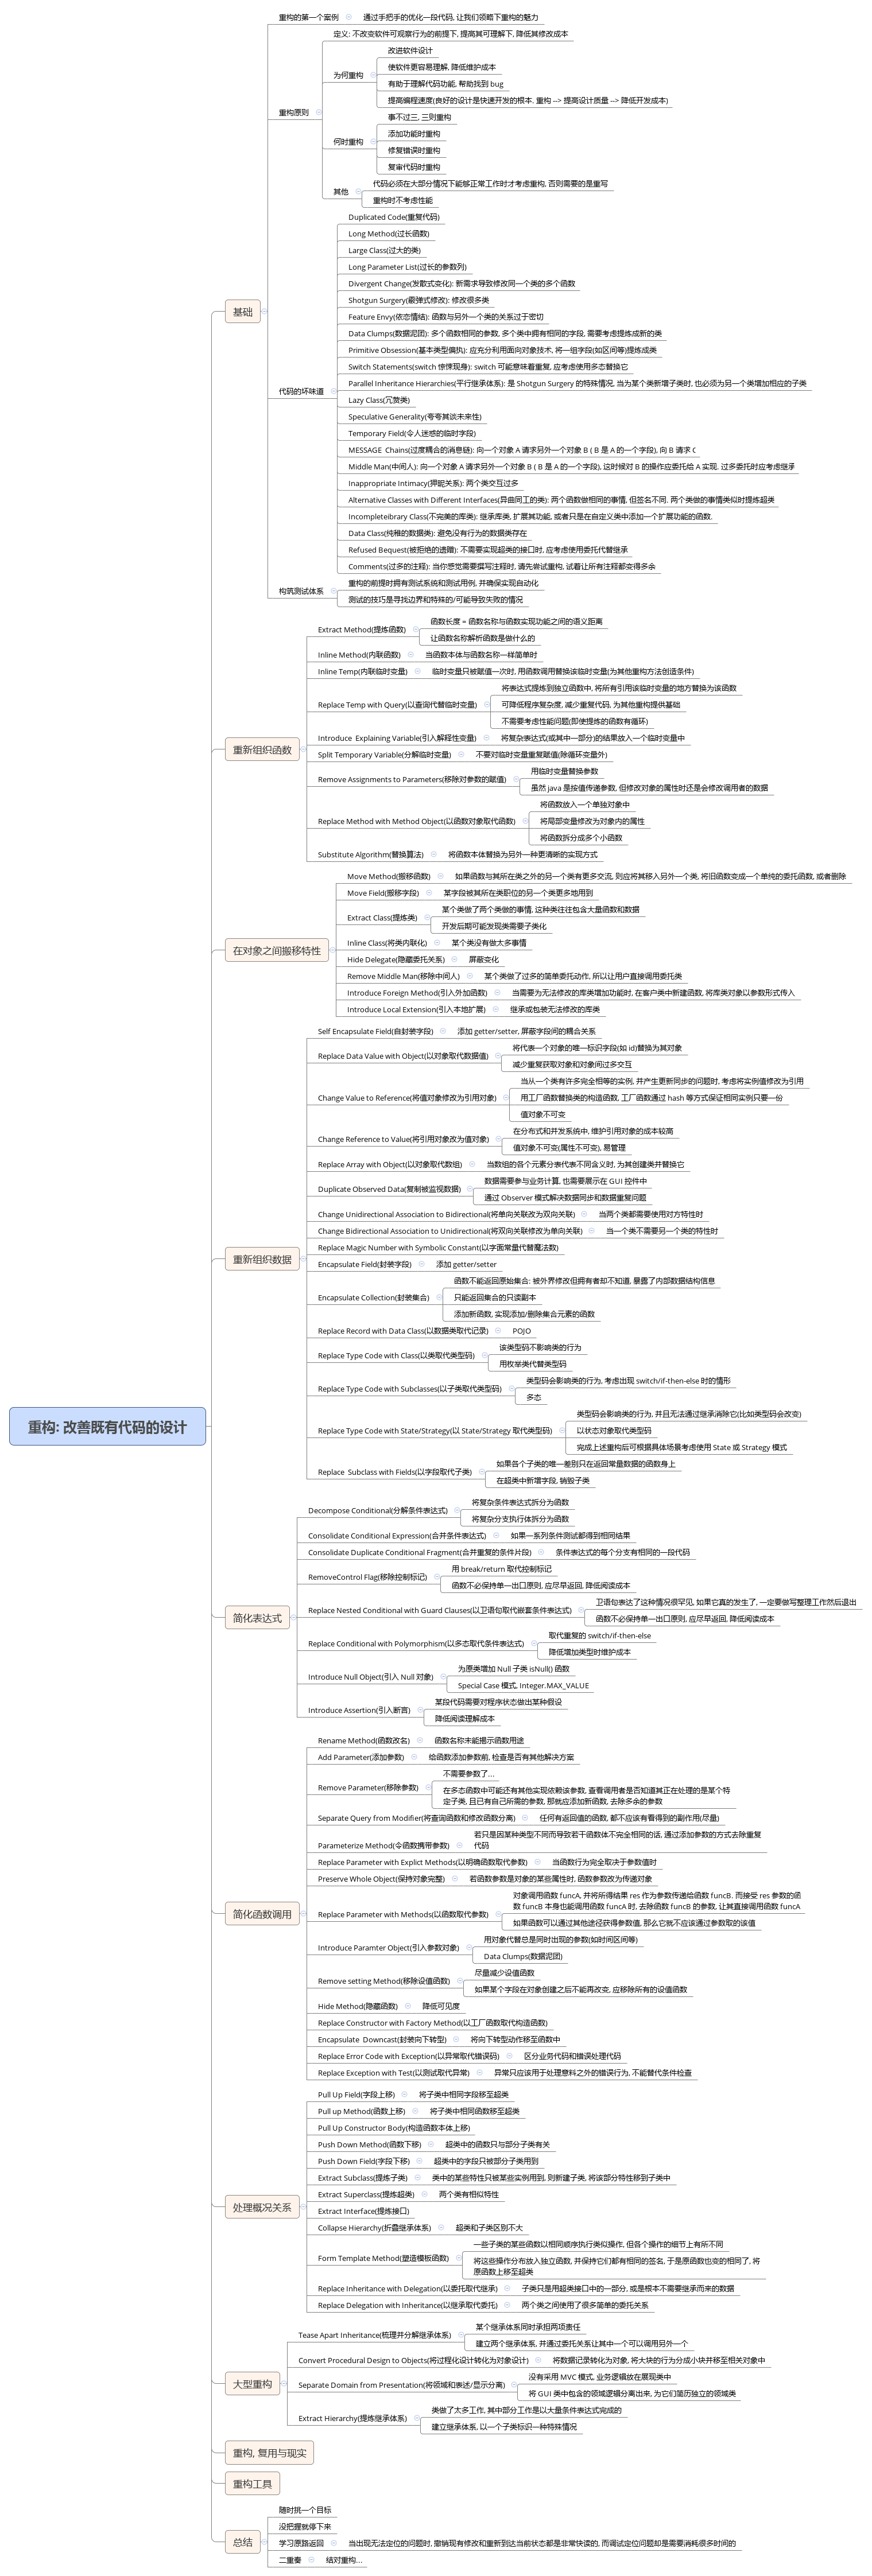 重构: 改善既有代码的设计
基础
重构的第一个案例
通过手把手的优化一段代码, 让我们领略下重构的魅力
重构原则
定义: 不改变软件可观察行为的前提下, 提高其可理解下, 降低其修改成本
为何重构
改进软件设计
使软件更容易理解, 降低维护成本
有助于理解代码功能, 帮助找到 bug
提高编程速度(良好的设计是快速开发的根本. 重构 --> 提高设计质量 --> 降低开发成本)
何时重构
事不过三, 三则重构
添加功能时重构
修复错误时重构
复审代码时重构
其他
代码必须在大部分情况下能够正常工作时才考虑重构, 否则需要的是重写
重构时不考虑性能
代码的坏味道
Duplicated Code(重复代码)
Long Method(过长函数)
Large Class(过大的类)
Long Parameter List(过长的参数列)
Divergent Change(发散式变化): 新需求导致修改同一个类的多个函数
Shotgun Surgery(霰弹式修改): 修改很多类
Feature Envy(依恋情结): 函数与另外一个类的关系过于密切
Data Clumps(数据泥团): 多个函数相同的参数, 多个类中拥有相同的字段, 需要考虑提炼成新的类
Primitive Obsession(基本类型偏执): 应充分利用面向对象技术, 将一组字段(如区间等)提炼成类
Switch Statements(switch 惊悚现身): switch 可能意味着重复, 应考虑使用多态替换它
Parallel Inheritance Hierarchies(平行继承体系): 是 Shotgun Surgery 的特殊情况, 当为某个类新增子类时, 也必须为另一个类增加相应的子类
Lazy Class(冗赘类)
Speculative Generality(夸夸其谈未来性)
Temporary Field(令人迷惑的临时字段)
MESSAGE Chains(过度耦合的消息链): 向一个对象 A 请求另外一个对象 B ( B 是 A 的一个字段), 向 B 请求 C
Middle Man(中间人): 向一个对象 A 请求另外一个对象 B ( B 是 A 的一个字段), 这时候对 B 的操作应委托给 A 实现. 过多委托时应考虑继承
Inappropriate Intimacy(狎昵关系): 两个类交互过多
Alternative Classes with Different Interfaces(异曲同工的类): 两个函数做相同的事情, 但签名不同. 两个类做的事情类似时提炼超类
Incompleteibrary Class(不完美的库类): 继承库类, 扩展其功能, 或者只是在自定义类中添加一个扩展功能的函数.
Data Class(纯稚的数据类): 避免没有行为的数据类存在
Refused Bequest(被拒绝的遗赠): 不需要实现超类的接口时, 应考虑使用委托代替继承
Comments(过多的注释): 当你感觉需要撰写注释时, 请先尝试重构, 试着让所有注释都变得多余
构筑测试体系
重构的前提时拥有测试系统和测试用例, 并确保实现自动化
测试的技巧是寻找边界和特殊的/可能导致失败的情况
重新组织函数
Extract Method(提炼函数)
函数长度 = 函数名称与函数实现功能之间的语义距离
让函数名称解析函数是做什么的
Inline Method(内联函数)
当函数本体与函数名称一样简单时
Inline Temp(内联临时变量)
临时变量只被赋值一次时, 用函数调用替换该临时变量(为其他重构方法创造条件)
Replace Temp with Query(以查询代替临时变量)
将表达式提炼到独立函数中, 将所有引用该临时变量的地方替换为该函数
可降低程序复杂度, 减少重复代码, 为其他重构提供基础
不需要考虑性能问题(即使提炼的函数有循环)
Introduce Explaining Variable(引入解释性变量)
将复杂表达式(或其中一部分)的结果放入一个临时变量中
Split Temporary Variable(分解临时变量)
不要对临时变量重复赋值(除循环变量外)
Remove Assignments to Parameters(移除对参数的赋值)
用临时变量替换参数
虽然 java 是按值传递参数, 但修改对象的属性时还是会修改调用者的数据
Replace Method with Method Object(以函数对象取代函数)
将函数放入一个单独对象中
将局部变量修改为对象内的属性
将函数拆分成多个小函数
Substitute Algorithm(替换算法)
将函数本体替换为另外一种更清晰的实现方式
在对象之间搬移特性
Move Method(搬移函数)
如果函数与其所在类之外的另一个类有更多交流, 则应将其移入另外一个类, 将旧函数变成一个单纯的委托函数, 或者删除
Move Field(搬移字段)
某字段被其所在类职位的另一个类更多地用到
Extract Class(提炼类)
某个类做了两个类做的事情, 这种类往往包含大量函数和数据
开发后期可能发现类需要子类化
Inline Class(将类内联化)
某个类没有做太多事情
Hide Delegate(隐藏委托关系)
屏蔽变化
Remove Middle Man(移除中间人)
某个类做了过多的简单委托动作, 所以让用户直接调用委托类
Introduce Foreign Method(引入外加函数)
当需要为无法修改的库类增加功能时, 在客户类中新建函数, 将库类对象以参数形式传入
Introduce Local Extension(引入本地扩展)
继承或包装无法修改的库类
重新组织数据
Self Encapsulate Field(自封装字段)
添加 getter/setter, 屏蔽字段间的耦合关系
Replace Data Value with Object(以对象取代数据值)
将代表一个对象的唯一标识字段(如 id)替换为其对象
减少重复获取对象和对象间过多交互
Change Value to Reference(将值对象修改为引用对象)
当从一个类有许多完全相等的实例, 并产生更新同步的问题时, 考虑将实例值修改为引用
用工厂函数替换类的构造函数, 工厂函数通过 hash 等方式保证相同实例只要一份
值对象不可变
Change Reference to Value(将引用对象改为值对象)
在分布式和并发系统中, 维护引用对象的成本较高
值对象不可变(属性不可变), 易管理
Replace Array with Object(以对象取代数组)
当数组的各个元素分表代表不同含义时, 为其创建类并替换它
Duplicate Observed Data(复制被监视数据)
数据需要参与业务计算, 也需要展示在 GUI 控件中
通过 Observer 模式解决数据同步和数据重复问题
Change Unidirectional Association to Bidirectional(将单向关联改为双向关联)
当两个类都需要使用对方特性时
Change Bidirectional Association to Unidirectional(将双向关联修改为单向关联)
当一个类不需要另一个类的特性时
Replace Magic Number with Symbolic Constant(以字面常量代替魔法数)
Encapsulate Field(封装字段)
添加 getter/setter
Encapsulate Collection(封装集合)
函数不能返回原始集合: 被外界修改但拥有者却不知道, 暴露了内部数据结构信息
只能返回集合的只读副本
添加新函数, 实现添加/删除集合元素的函数
Replace Record with Data Class(以数据类取代记录)
POJO
Replace Type Code with Class(以类取代类型码)
该类型码不影响类的行为
用枚举类代替类型码
Replace Type Code with Subclasses(以子类取代类型码)
类型码会影响类的行为, 考虑出现 switch/if-then-else 时的情形
多态
Replace Type Code with State/Strategy(以 State/Strategy 取代类型码)
类型码会影响类的行为, 并且无法通过继承消除它(比如类型码会改变)
以状态对象取代类型码
完成上述重构后可根据具体场景考虑使用 State 或 Strategy 模式
Replace Subclass with Fields(以字段取代子类)
如果各个子类的唯一差别只在返回常量数据的函数身上
在超类中新增字段, 销毁子类
简化表达式
Decompose Conditional(分解条件表达式)
将复杂条件表达式拆分为函数
将复杂分支执行体拆分为函数
Consolidate Conditional Expression(合并条件表达式)
如果一系列条件测试都得到相同结果
Consolidate Duplicate Conditional Fragment(合并重复的条件片段)
条件表达式的每个分支有相同的一段代码
RemoveControl Flag(移除控制标记)
用 break/return 取代控制标记
函数不必保持单一出口原则, 应尽早返回, 降低阅读成本
Replace Nested Conditional with Guard Clauses(以卫语句取代嵌套条件表达式)
卫语句表达了这种情况很罕见, 如果它真的发生了, 一定要做写整理工作然后退出
函数不必保持单一出口原则, 应尽早返回, 降低阅读成本
Replace Conditional with Polymorphism(以多态取代条件表达式)
取代重复的 switch/if-then-else
降低增加类型时维护成本
Introduce Null Object(引入 Null 对象)
为原类增加 Null 子类 isNull() 函数
Special Case 模式, Integer.MAX_VALUE
Introduce Assertion(引入断言)
某段代码需要对程序状态做出某种假设
降低阅读理解成本
简化函数调用
Rename Method(函数改名)
函数名称未能揭示函数用途
Add Parameter(添加参数)
给函数添加参数前, 检查是否有其他解决方案
Remove Parameter(移除参数)
不需要参数了...
在多态函数中可能还有其他实现依赖该参数, 查看调用者是否知道其正在处理的是某个特
定子类, 且已有自己所需的参数, 那就应添加新函数, 去除多余的参数
Separate Query from Modifier(将查询函数和修改函数分离)
任何有返回值的函数, 都不应该有看得到的副作用(尽量)
Parameterize Method(令函数携带参数)
若只是因某种类型不同而导致若干函数体不完全相同的话, 通过添加参数的方式去除重复
代码
Replace Parameter with Explict Methods(以明确函数取代参数)
当函数行为完全取决于参数值时
Preserve Whole Object(保持对象完整)
若函数参数是对象的某些属性时, 函数参数改为传递对象
Replace Parameter with Methods(以函数取代参数)
对象调用函数 funcA, 并将所得结果 res 作为参数传递给函数 funcB. 而接受 res 参数的函
数 funcB 本身也能调用函数 funcA 时, 去除函数 funcB 的参数, 让其直接调用函数 funcA
如果函数可以通过其他途径获得参数值, 那么它就不应该通过参数取的该值
Introduce Paramter Object(引入参数对象)
用对象代替总是同时出现的参数(如时间区间等)
Data Clumps(数据泥团)
Remove setting Method(移除设值函数)
尽量减少设值函数
如果某个字段在对象创建之后不能再改变, 应移除所有的设值函数
Hide Method(隐藏函数)
降低可见度
Replace Constructor with Factory Method(以工厂函数取代构造函数)
Encapsulate Downcast(封装向下转型)
将向下转型动作移至函数中
Replace Error Code with Exception(以异常取代错误码)
区分业务代码和错误处理代码
Replace Exception with Test(以测试取代异常)
异常只应该用于处理意料之外的错误行为, 不能替代条件检查
处理概况关系
Pull Up Field(字段上移)
将子类中相同字段移至超类
Pull up Method(函数上移)
将子类中相同函数移至超类
Pull Up Constructor Body(构造函数本体上移)
Push Down Method(函数下移)
超类中的函数只与部分子类有关
Push Down Field(字段下移)
超类中的字段只被部分子类用到
Extract Subclass(提炼子类)
类中的某些特性只被某些实例用到, 则新建子类, 将该部分特性移到子类中
Extract Superclass(提炼超类)
两个类有相似特性
Extract Interface(提炼接口)
Collapse Hierarchy(折叠继承体系)
超类和子类区别不大
Form Template Method(塑造模板函数)
一些子类的某些函数以相同顺序执行类似操作, 但各个操作的细节上有所不同
将这些操作分布放入独立函数, 并保持它们都有相同的签名, 于是原函数也变的相同了, 将
原函数上移至超类
Replace Inheritance with Delegation(以委托取代继承)
子类只是用超类接口中的一部分, 或是根本不需要继承而来的数据
Replace Delegation with Inheritance(以继承取代委托)
两个类之间使用了很多简单的委托关系
大型重构
Tease Apart Inheritance(梳理并分解继承体系)
某个继承体系同时承担两项责任
建立两个继承体系, 并通过委托关系让其中一个可以调用另外一个
Convert Procedural Design to Objects(将过程化设计转化为对象设计)
将数据记录转化为对象, 将大块的行为分成小块并移至相关对象中
Separate Domain from Presentation(将领域和表述/显示分离)
没有采用 MVC 模式, 业务逻辑放在展现类中
将 GUI 类中包含的领域逻辑分离出来, 为它们简历独立的领域类
Extract Hierarchy(提炼继承体系)
类做了太多工作, 其中部分工作是以大量条件表达式完成的
建立继承体系, 以一个子类标识一种特殊情况
重构, 复用与现实
重构工具
总结
随时挑一个目标
没把握就停下来
学习原路返回
当出现无法定位的问题时, 撤销现有修改和重新到达当前状态都是非常快读的, 而调试定位问题却是需要消耗很多时间的
二重奏
结对重构...